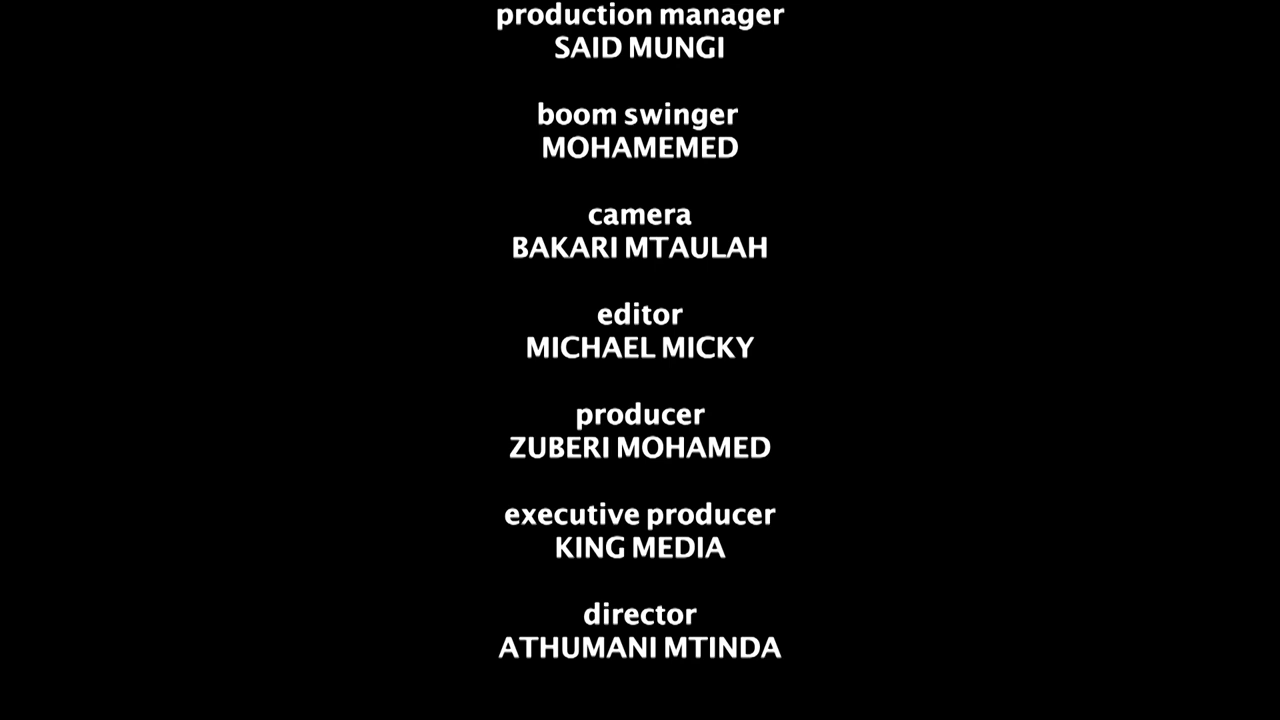 production manager
SAID MUNGI
boom swinger
MOHAMEMED
camera
BAKARI MTAULAH
editor
MICHAEL MICKY
producer
ZUBERI MOHAMED
executive producer
KING MEDIA
director
ATHUMANI MTINDA